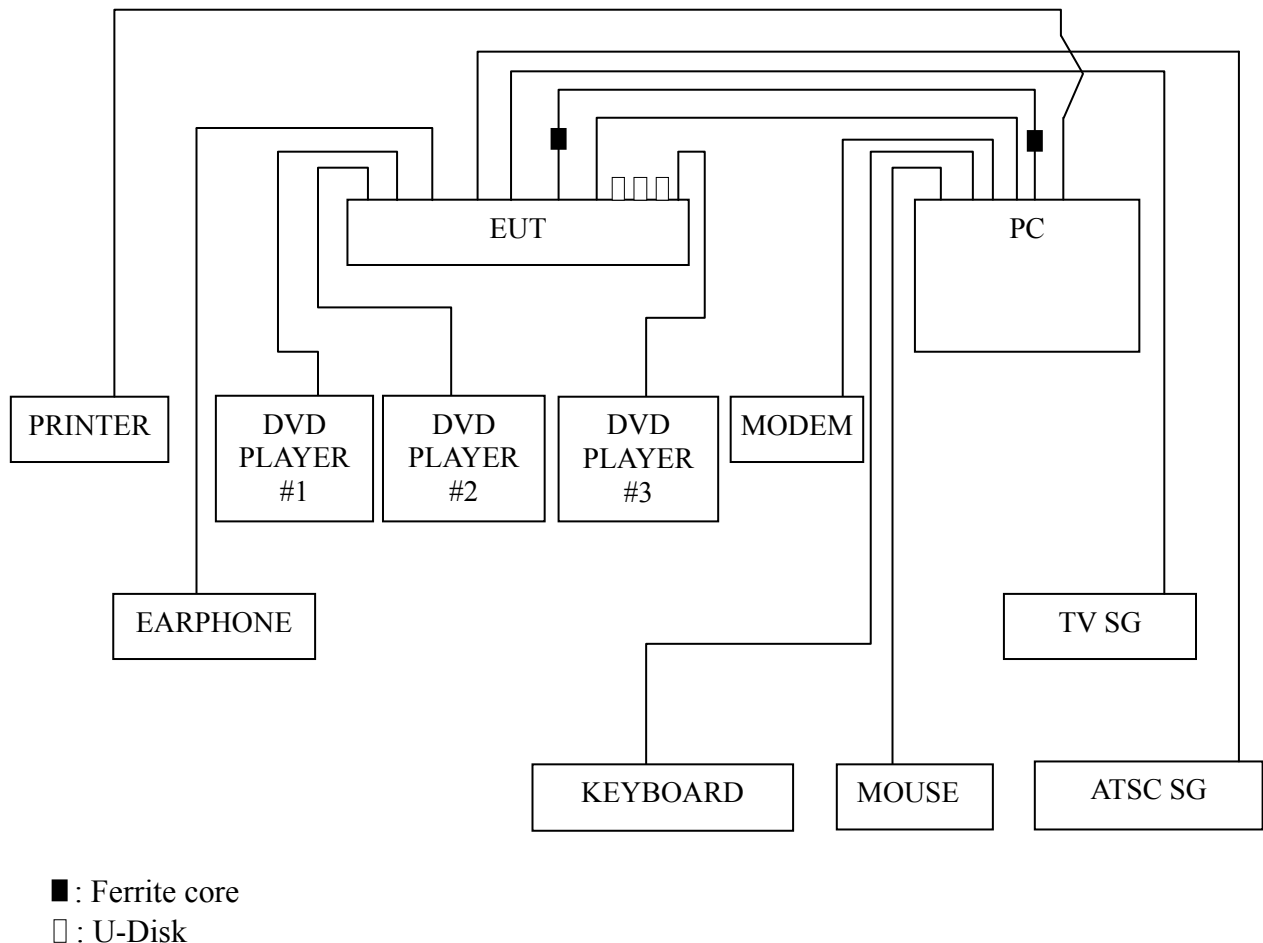 EUT
PC
PRINTER
DVD
PLAYER
#1
DVD
PLAYER
#2
DVD
PLAYER
#3
MODEM
EARPHONE
TV SG
KEYBOARD
MOUSE
ATSC SG
: Ferrite core
: U-Disk